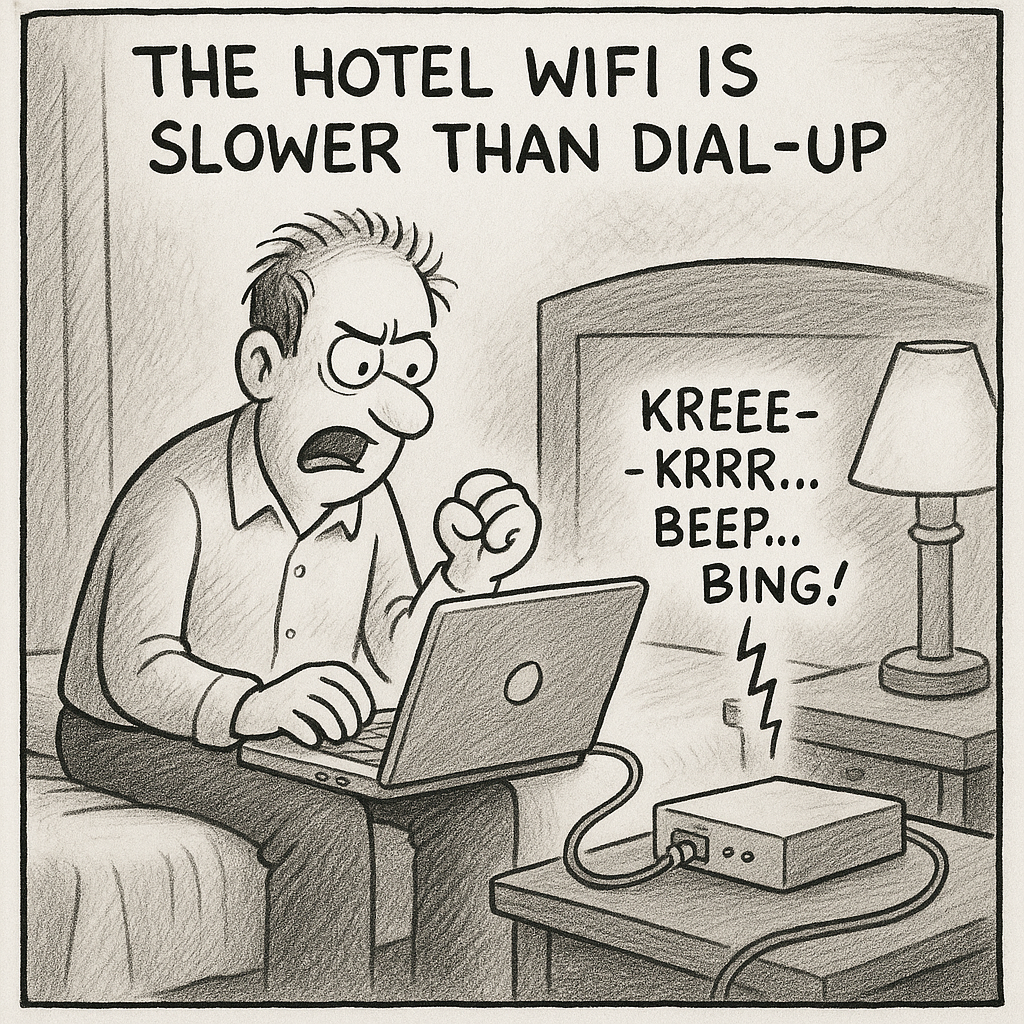 THE HOTEL WIFI IS
SLOWER THAN DIAL-UP
KREEE-
-KRRR...
BEEP...
BING!